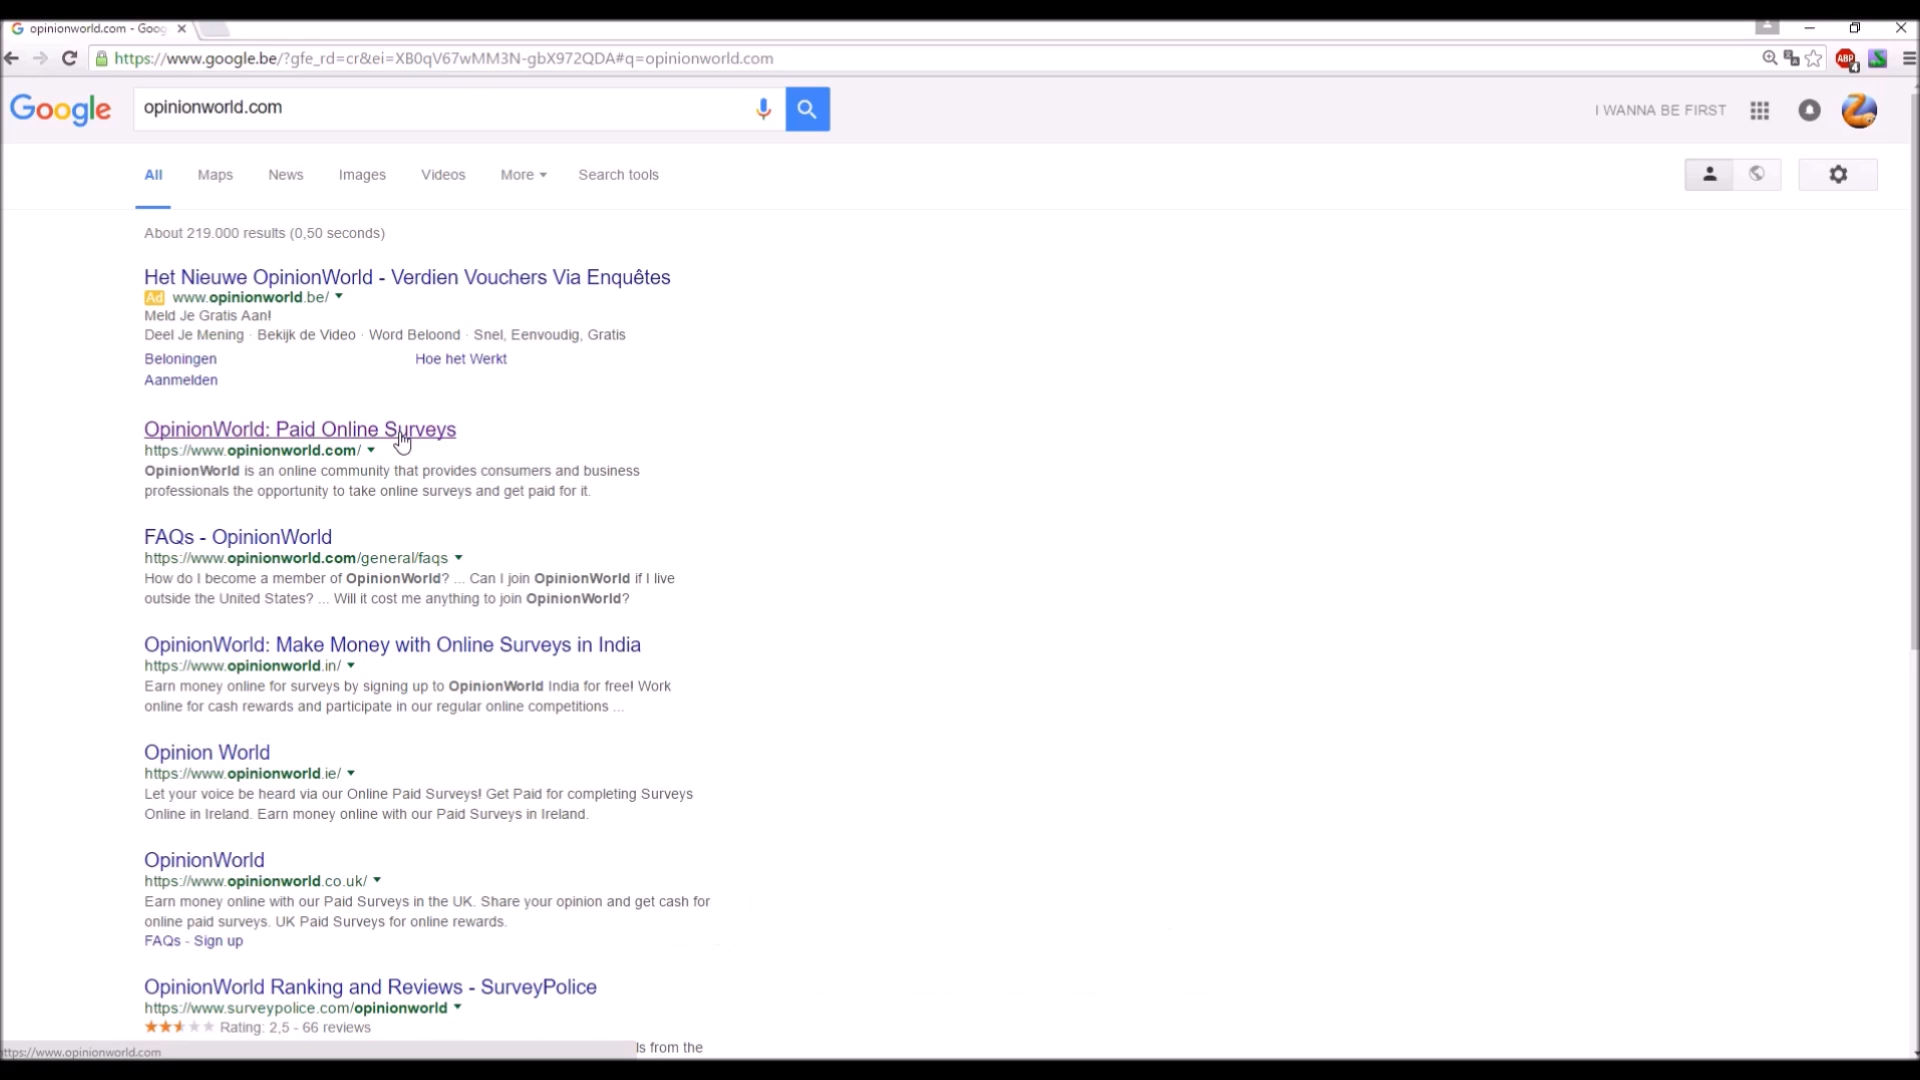 opinionworld.com - Goog
https://www.google.be/?gfe_rd=cr&ei=XB0qV67wMM3N-gbX972QDA#q=opinionworld.com
ABP
4
Google
opinionworld.com
I WANNA BE FIRST
All Maps News Images Videos More Search tools
About 219.000 results (0,50 seconds)
Het Nieuwe OpinionWorld - Verdien Vouchers Via Enquêtes
Ad www.opinionworld.be/
Meld Je Gratis Aan!
Deel Je Mening · Bekijk de Video · Word Beloond · Snel, Eenvoudig, Gratis
Beloningen Hoe het Werkt
Aanmelden
OpinionWorld: Paid Online Surveys
https://www.opinionworld.com/
OpinionWorld is an online community that provides consumers and business
professionals the opportunity to take online surveys and get paid for it.
FAQs - OpinionWorld
https://www.opinionworld.com/general/faqs
How do I become a member of OpinionWorld? ... Can I join OpinionWorld if I live
outside the United States? ... Will it cost me anything to join OpinionWorld?
OpinionWorld: Make Money with Online Surveys in India
https://www.opinionworld.in/
Earn money online for surveys by signing up to OpinionWorld India for free! Work
online for cash rewards and participate in our regular online competitions ...
Opinion World
https://www.opinionworld.ie/
Let your voice be heard via our Online Paid Surveys! Get Paid for completing Surveys
Online in Ireland. Earn money online with our Paid Surveys in Ireland.
OpinionWorld
https://www.opinionworld.co.uk/
Earn money online with our Paid Surveys in the UK. Share your opinion and get cash for
online paid surveys. UK Paid Surveys for online rewards.
FAQs - Sign up
OpinionWorld Ranking and Reviews - SurveyPolice
https://www.surveypolice.com/opinionworld
Rating: 2,5 - 66 reviews
ls from the
ttps://www.opinionworld.com